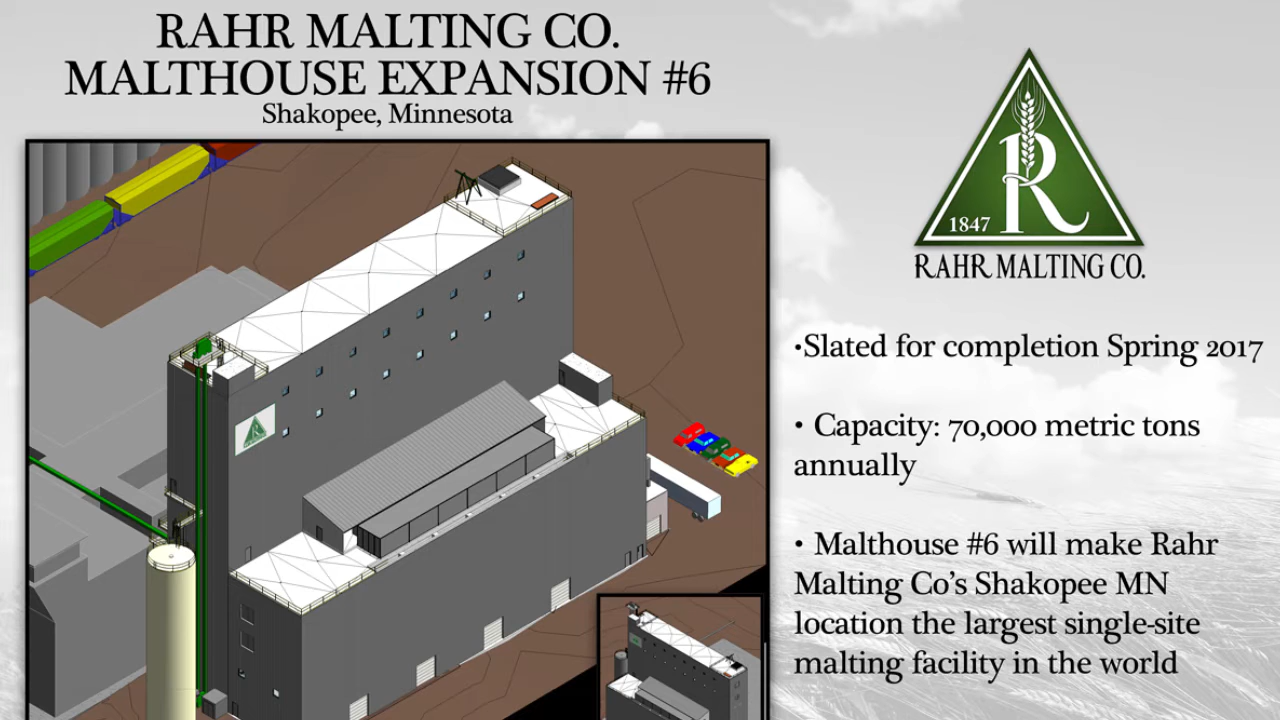 RAHR MALTING CO.
MALTHOUSE EXPANSION #6
Shakopee, Minnesota
R
1847
RAHR MALTING CO.
•Slated for completion Spring 2017
• Capacity: 70,000 metric tons
annually
• Malthouse #6 will make Rahr
Malting Co’s Shakopee MN
location the largest single-site
malting facility in the world